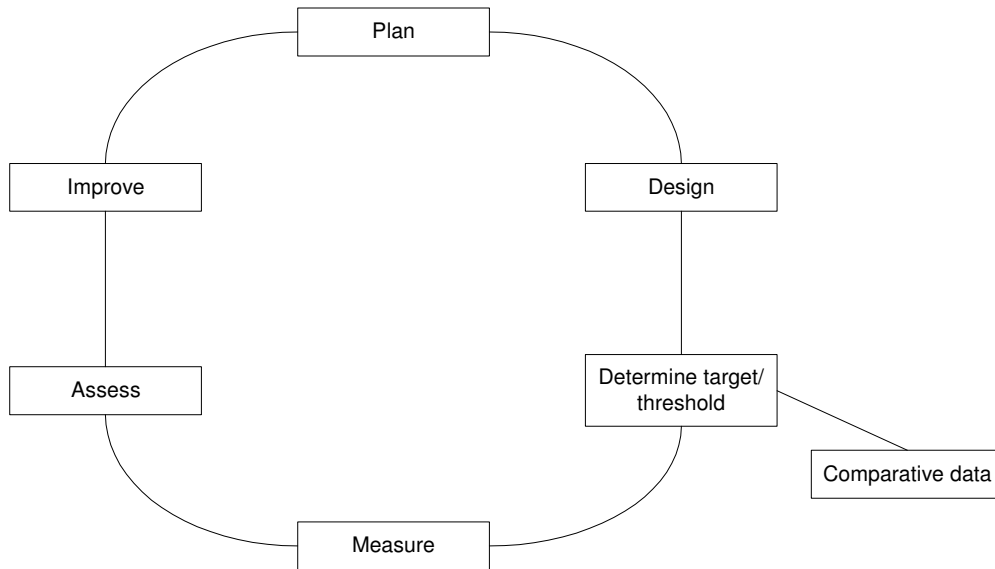 Plan
Improve
Design
Assess
Determine target/
threshold
Comparative data
Measure